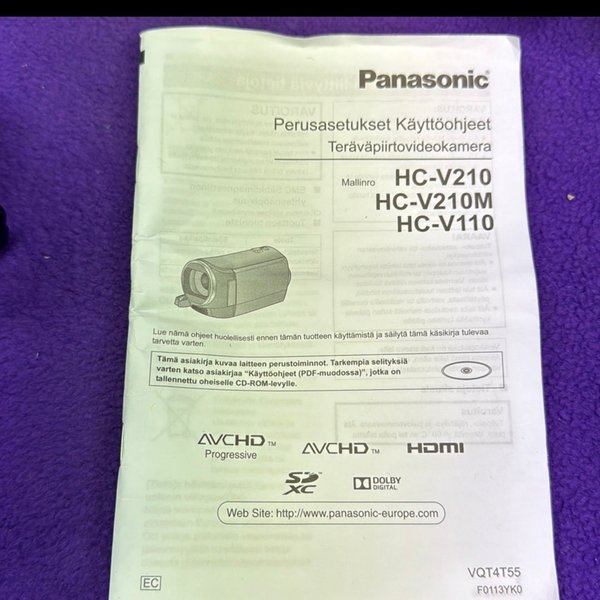 Panasonic
Perusasetukset Käyttöohjeet
Teräväpiirtovideokamera
Mallinro HC-V210
HC-V210M
HC-V110
Lue nämä ohjeet huolellisesti ennen tämän tuotteen käyttämistä ja säilytä tämä käsikirja tulevaa
tarvetta varten.
Tämä asiakirja kuvaa laitteen perustoiminnot. Tarkempia selityksiä
varten katso asiakirjaa "Käyttöohjeet (PDF-muodossa)", jotka on
tallennettu oheiselle CD-ROM-levylle.
AVCHD™
Progressive
AVCHD™
HDMI
SD™
XC
DOLBY
DIGITAL
Web Site: http://www.panasonic-europe.com
EC
VQT4T55
F0113YK0